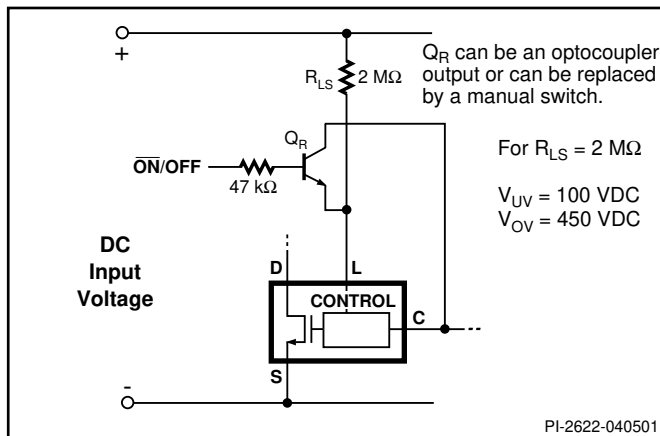 +
R_LS 2 MΩ
Q_R can be an optocoupler
output or can be replaced
by a manual switch.
Q_R
O̅N̅/OFF
47 kΩ
For R_LS = 2 MΩ
V_UV = 100 VDC
V_OV = 450 VDC
DC
Input
Voltage
D
L
CONTROL
C
S
-
PI-2622-040501